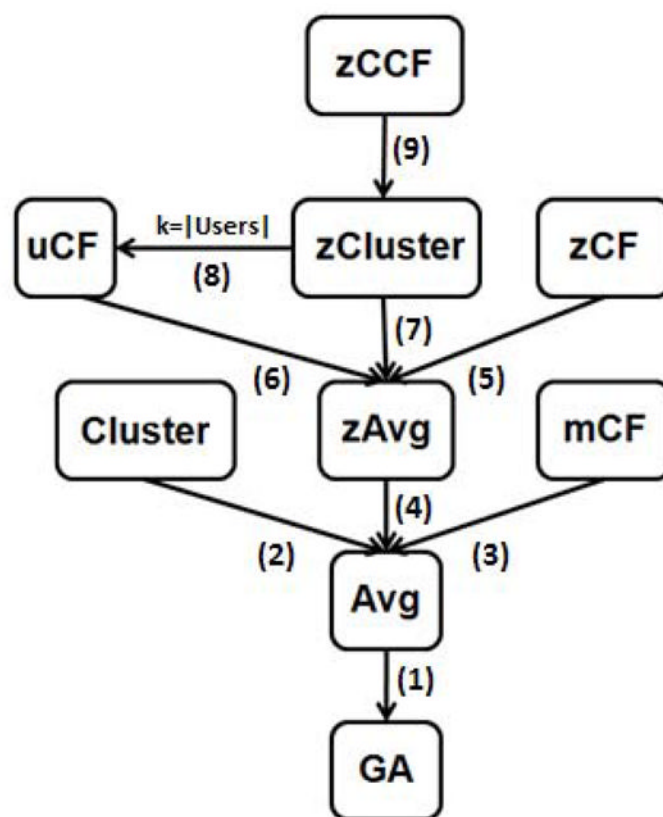 zCCF
(9)
k=|Users|
uCF
zCluster
zCF
(8)
(7)
(6)
(5)
Cluster
zAvg
mCF
(4)
(2)
(3)
Avg
(1)
GA